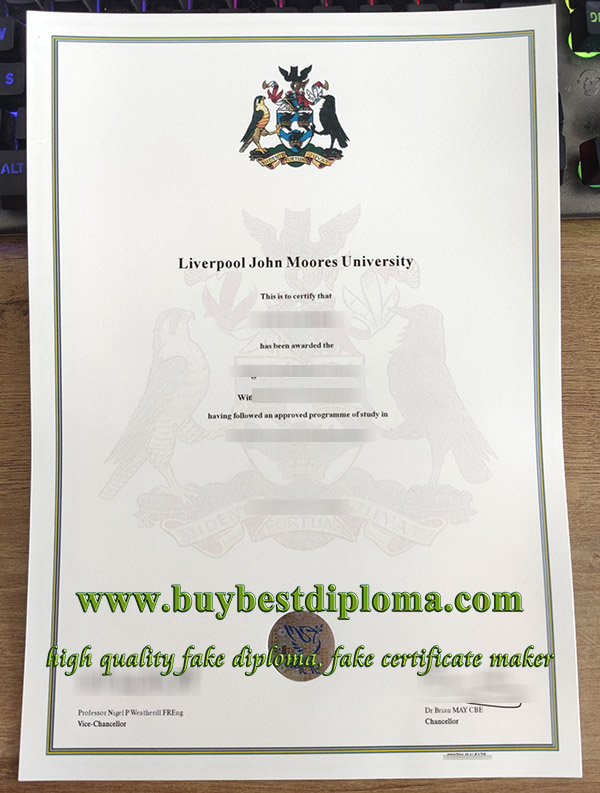 Liverpool John Moores University
This is to certify that
has been awarded the
having followed an approved programme of study in
www.buybestdiploma.com
high quality fake diploma, fake certificate maker
Professor Nigel P Weatherill FREng
Vice-Chancellor
Dr Brian MAY CBE
Chancellor
S
ALT